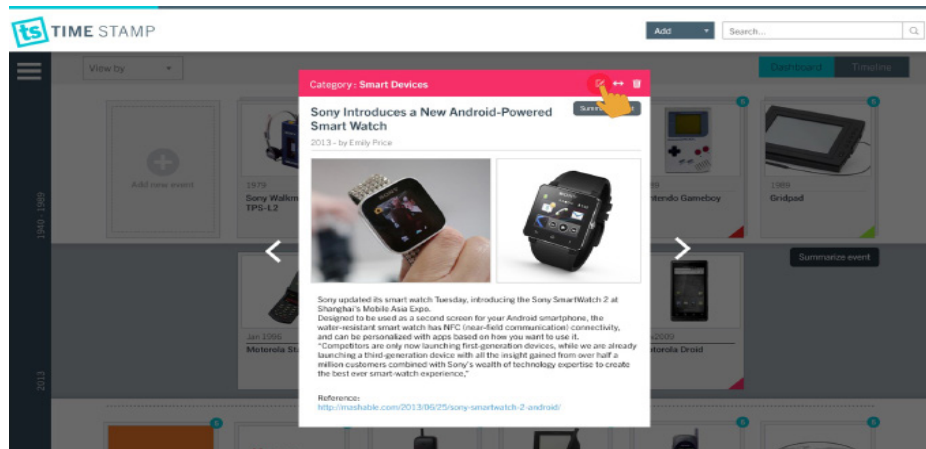 ts TIME STAMP
Add
Search...
View by
Dashboard
Timeline
Category : Smart Devices
Sony Introduces a New Android-Powered
Smart Watch
2013 - by Emily Price
Add new event
1979
Sony Walkm
TPS-L2
ntendo Gameboy
1989
Gridpad
1940 - 1989
Summarize event
Jan 1996
Motorola St
2009
otorola Droid
2013
Sony updated its smart watch Tuesday, introducing the Sony SmartWatch 2 at
Shanghai's Mobile Asia Expo.
Designed to be used as a second screen for your Android smartphone, the
water-resistant smart watch has NFC (near-field communication) connectivity,
and can be personalized with apps based on how you want to use it.
"Competitors are only now launching first-generation devices, while we are already
launching a third-generation device with all the insight gained from over half a
million customers combined with Sony's wealth of technology expertise to create
the best ever smart-watch experience,"
Reference:
http://mashable.com/2013/06/25/sony-smartwatch-2-android/